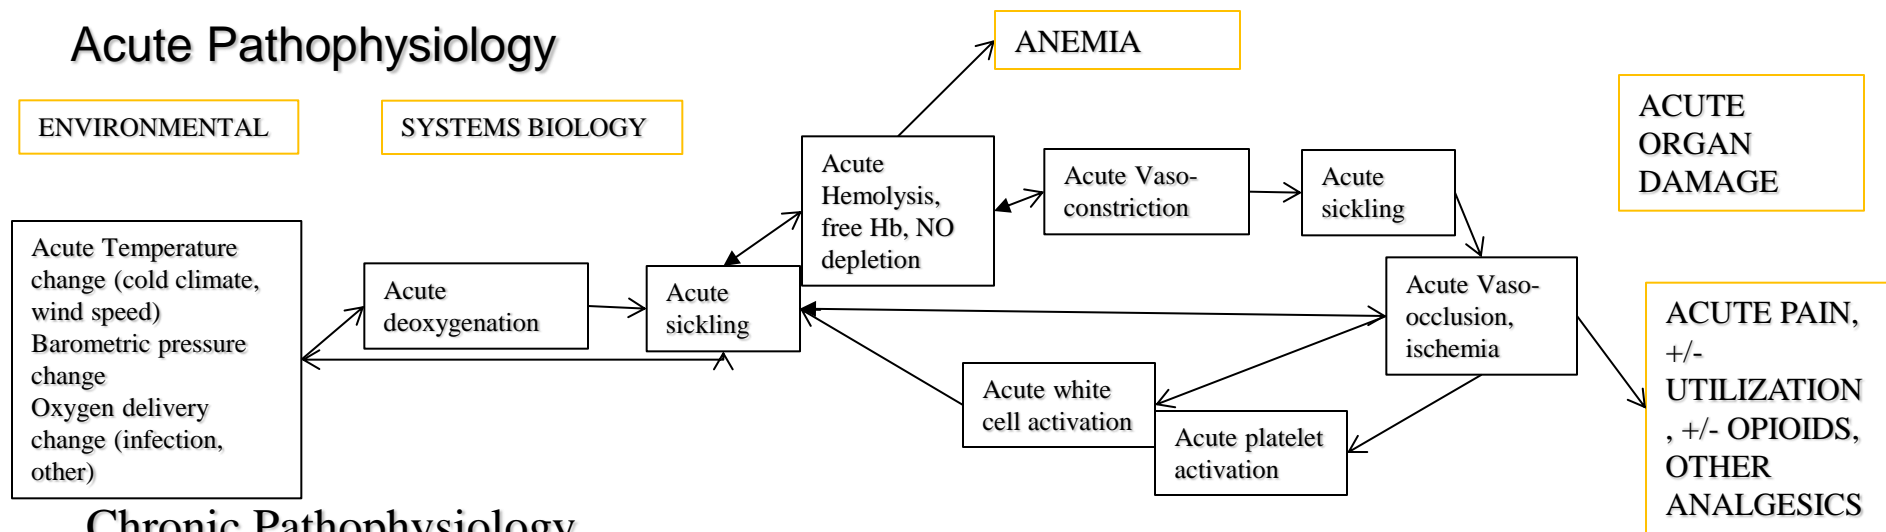 Acute Pathophysiology
ANEMIA
ENVIRONMENTAL
SYSTEMS BIOLOGY
ACUTE
ORGAN
DAMAGE
Acute
Hemolysis,
free Hb, NO
depletion
Acute Vaso-
constriction
Acute
sickling
Acute Temperature
change (cold climate,
wind speed)
Barometric pressure
change
Oxygen delivery
change (infection,
other)
Acute
deoxygenation
Acute
sickling
Acute Vaso-
occlusion,
ischemia
ACUTE PAIN,
+/-
UTILIZATION
, +/- OPIOIDS,
OTHER
ANALGESICS
Acute white
cell activation
Acute platelet
activation
Chronic Pathophysiology